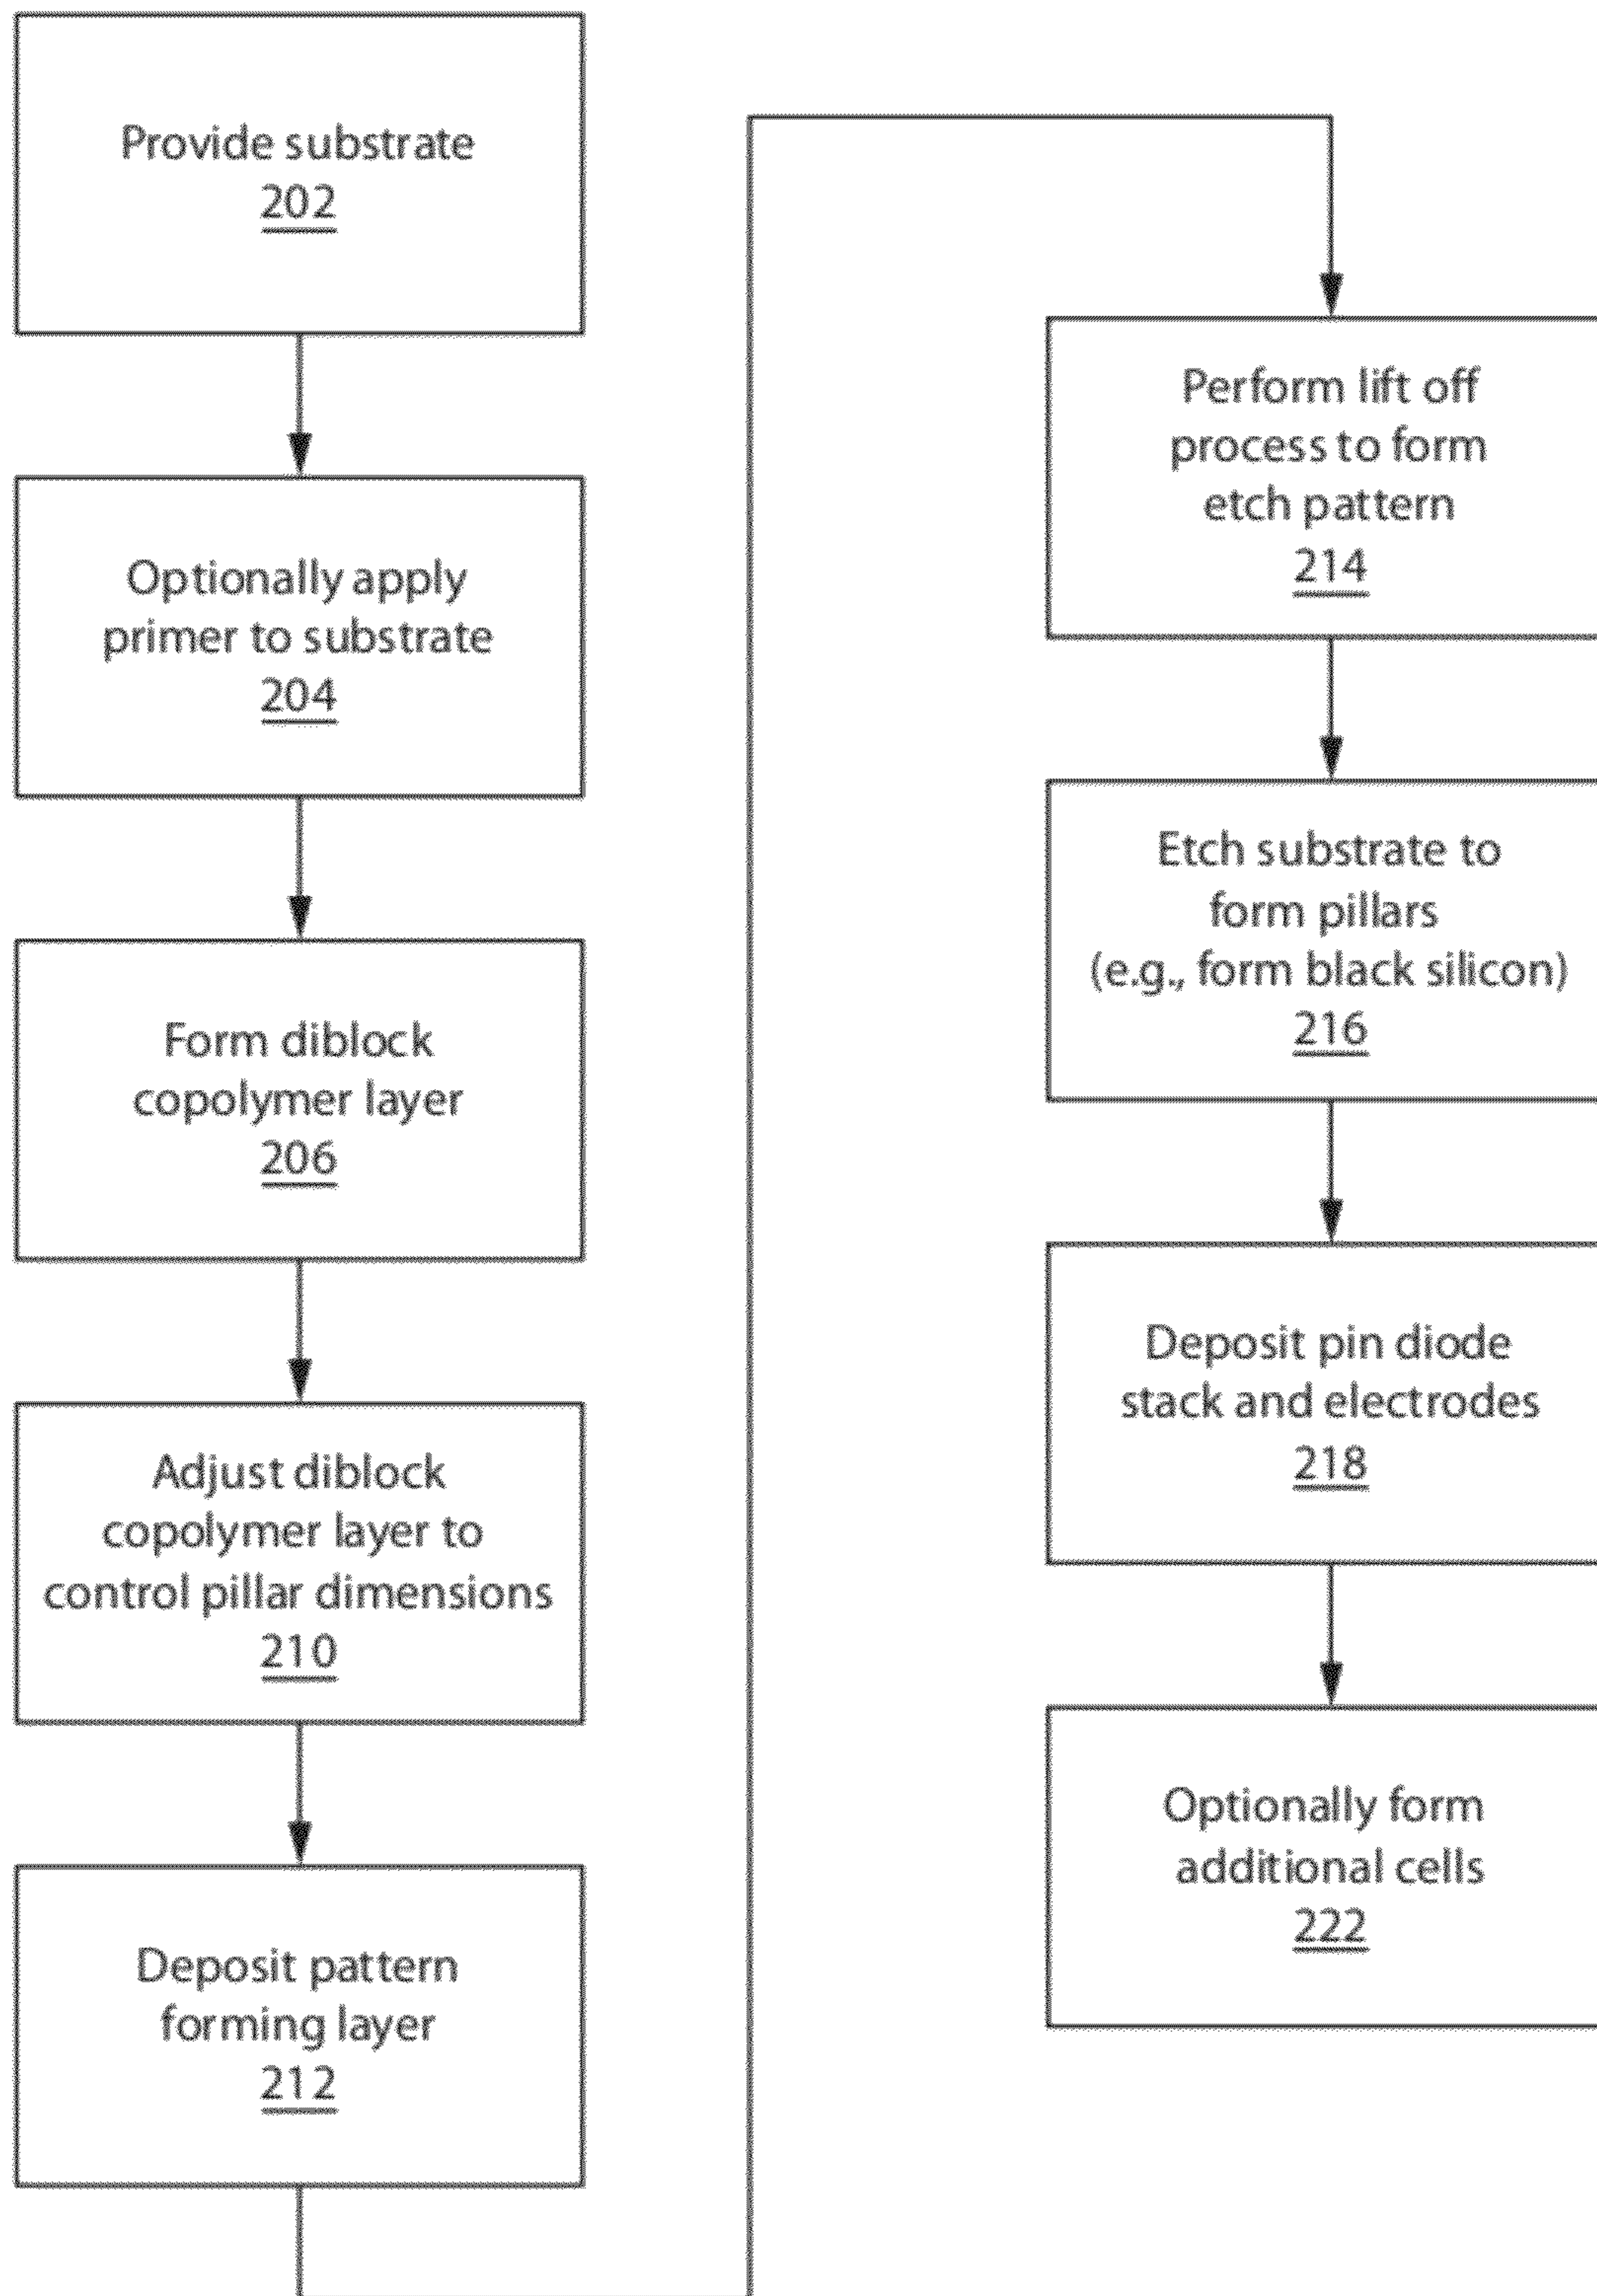 Provide substrate
202
Optionally apply
primer to substrate
204
Form diblock
copolymer layer
206
Adjust diblock
copolymer layer to
control pillar dimensions
210
Deposit pattern
forming layer
212
Perform lift off
process to form
etch pattern
214
Etch substrate to
form pillars
(e.g., form black silicon)
216
Deposit pin diode
stack and electrodes
218
Optionally form
additional cells
222